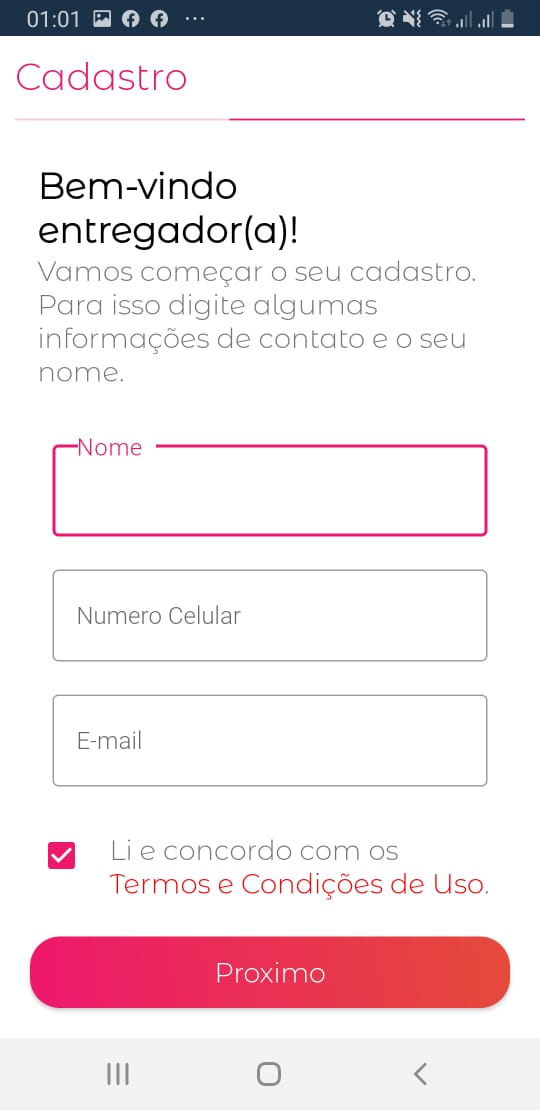 01:01
Cadastro
Bem-vindo
entregador(a)!
Vamos começar o seu cadastro.
Para isso digite algumas
informações de contato e o seu
nome.
Nome
Numero Celular
E-mail
Li e concordo com os
Termos e Condições de Uso.
Proximo